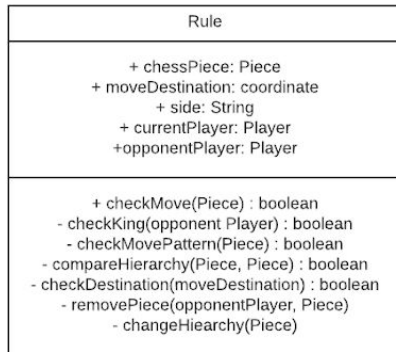 Rule
+ chessPiece: Piece
+ moveDestination: coordinate
+ side: String
+ currentPlayer: Player
+opponentPlayer: Player
+ checkMove(Piece) : boolean
- checkKing(opponent Player) : boolean
- checkMovePattern(Piece) : boolean
- compareHierarchy(Piece, Piece) : boolean
- checkDestination(moveDestination) : boolean
- removePiece(opponentPlayer, Piece)
- changeHiearchy(Piece)